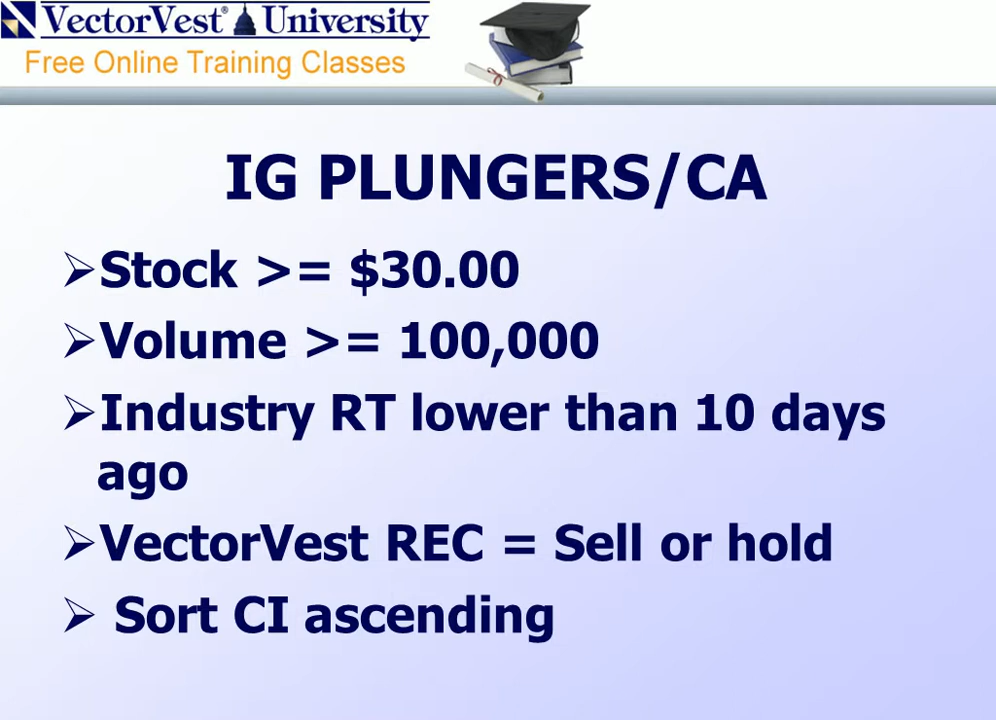 VectorVest® University
Free Online Training Classes
IG PLUNGERS/CA
➢Stock >= $30.00
➢Volume >= 100,000
➢Industry RT lower than 10 days
ago
➢VectorVest REC = Sell or hold
➢ Sort CI ascending